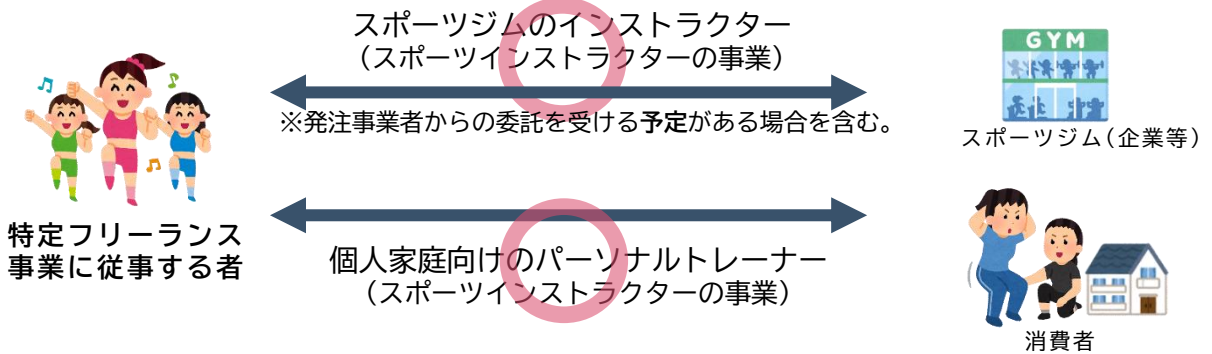 スポーツジムのインストラクター
（スポーツインストラクターの事業）
GYM
※発注事業者からの委託を受ける予定がある場合を含む。
スポーツジム（企業等）
特定フリーランス
事業に従事する者
個人家庭向けのパーソナルトレーナー
（スポーツインストラクターの事業）
消費者